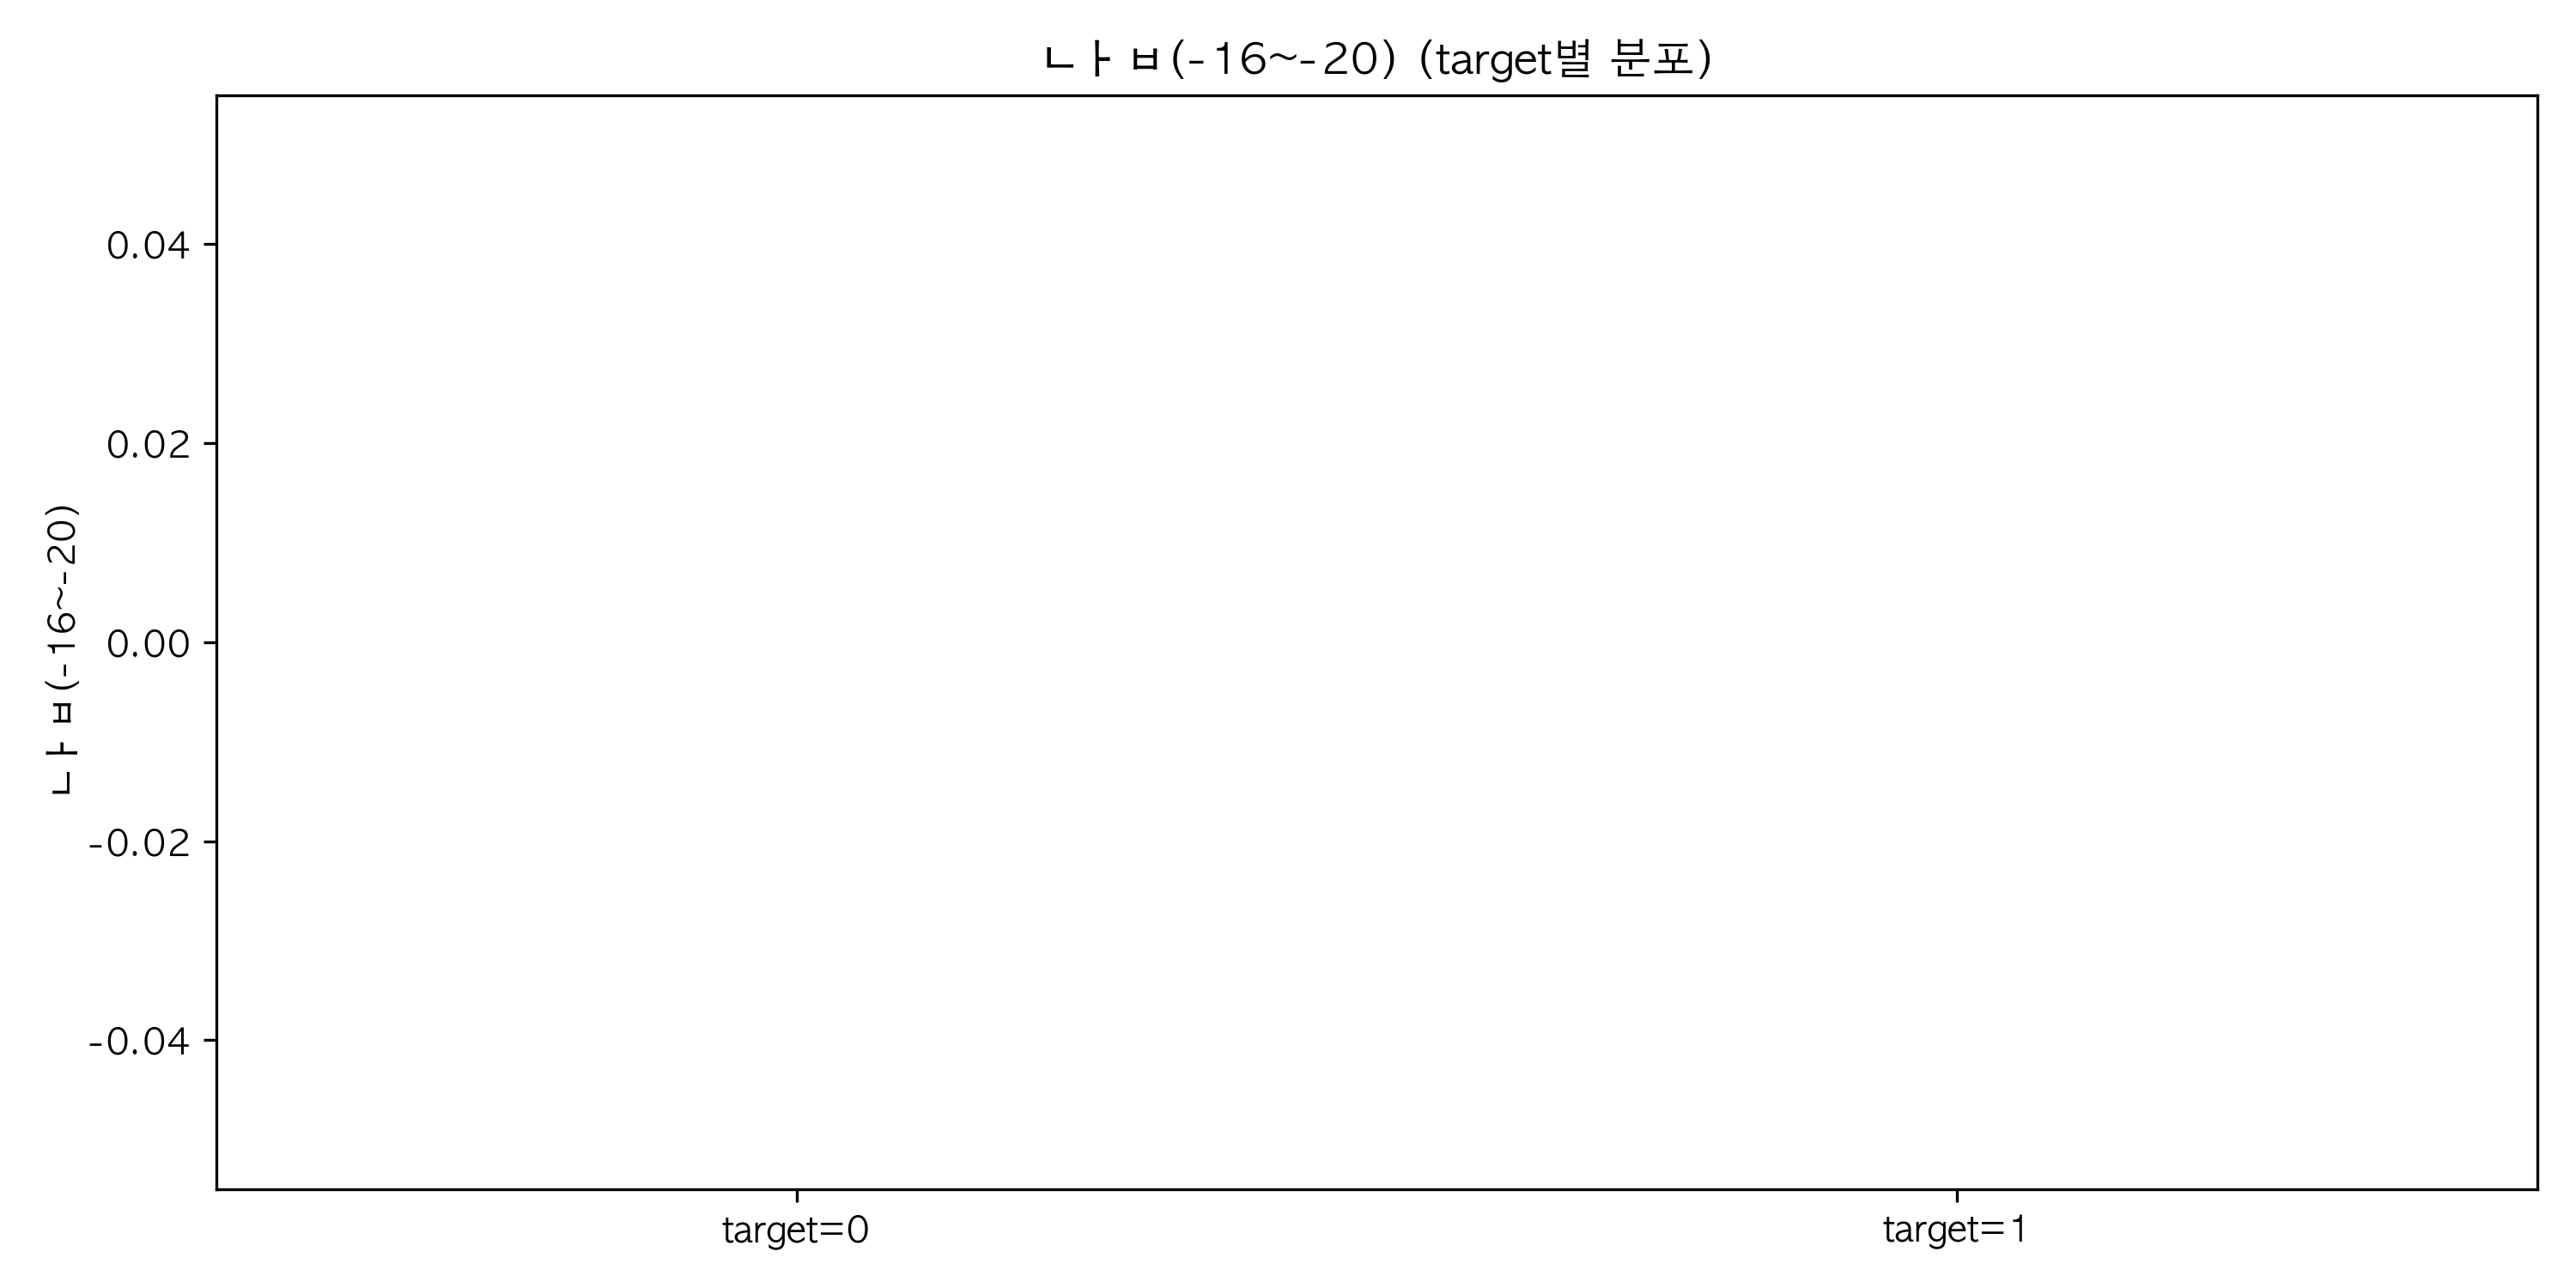 ㄴㅏㅂ(-16~-20) (target별 분포)
ㄴㅏㅂ(-16~-20)
0.04
0.02
0.00
-0.02
-0.04
target=0 target=1